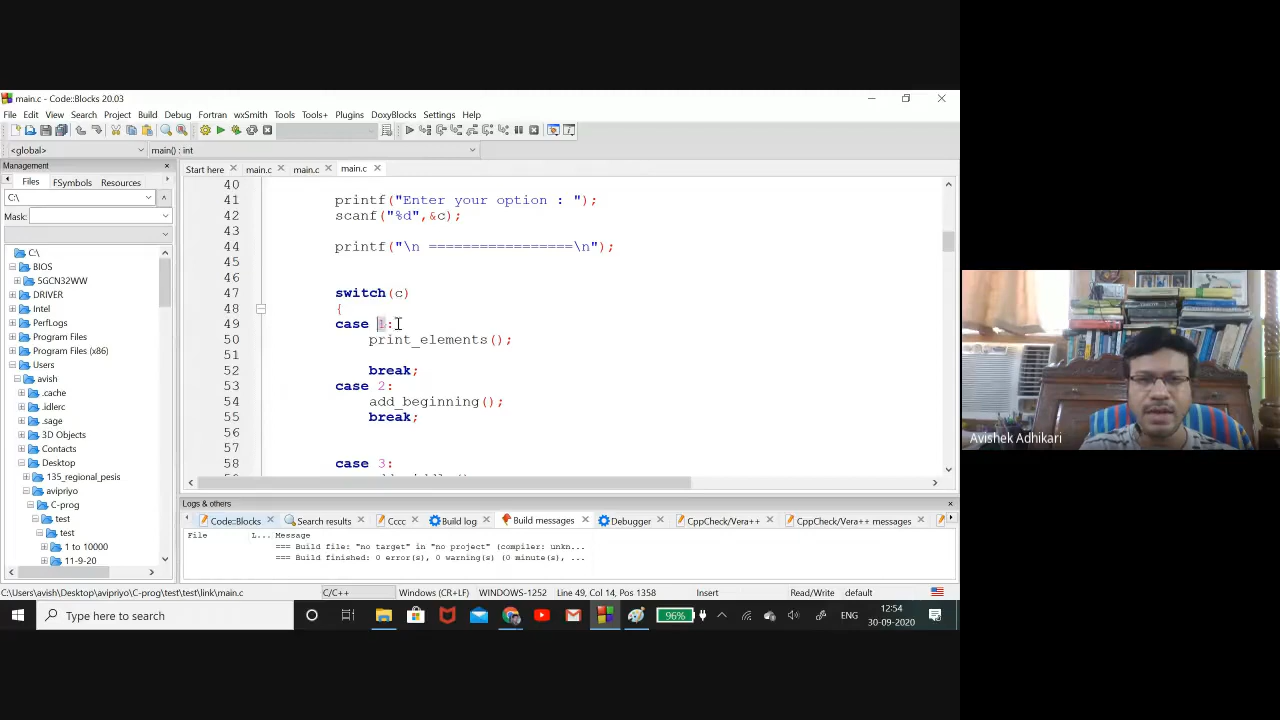 main.c - Code::Blocks 20.03
File Edit View Search Project Build Debug Fortran wxSmith Tools Tools+ Plugins DoxyBlocks Settings Help
<global> main() : int
Management
Start here main.c main.c main.c
Files FSymbols Resources
C:\
Mask:
40
41 printf("Enter your option : ");
42 scanf("%d",&c);
43
44 printf("\n =================\n");
45
46
47 switch(c)
48 {
49 case 1:
50 print_elements();
51
52 break;
53 case 2:
54 add_beginning();
55 break;
56
57
58 case 3:
C:\
BIOS
5GCN32WW
DRIVER
Intel
PerfLogs
Program Files
Program Files (x86)
Users
avish
.cache
.idlerc
.sage
3D Objects
Contacts
Desktop
135_regional_pesis
avipriyo
C-prog
test
test
1 to 10000
11-9-20
Logs & others
Code::Blocks Search results Cccc Build log Build messages Debugger CppCheck/Vera++ CppCheck/Vera++ messages
File L... Message
=== Build file: "no target" in "no project" (compiler: unkn...
=== Build finished: 0 error(s), 0 warning(s) (0 minute(s), ...
C:\Users\avish\Desktop\avipriyo\C-prog\test\test\link\main.c C/C++ Windows (CR+LF) WINDOWS-1252 Line 49, Col 14, Pos 1358 Insert Read/Write default
Type here to search 96% ENG 12:54
30-09-2020
Avishek Adhikari